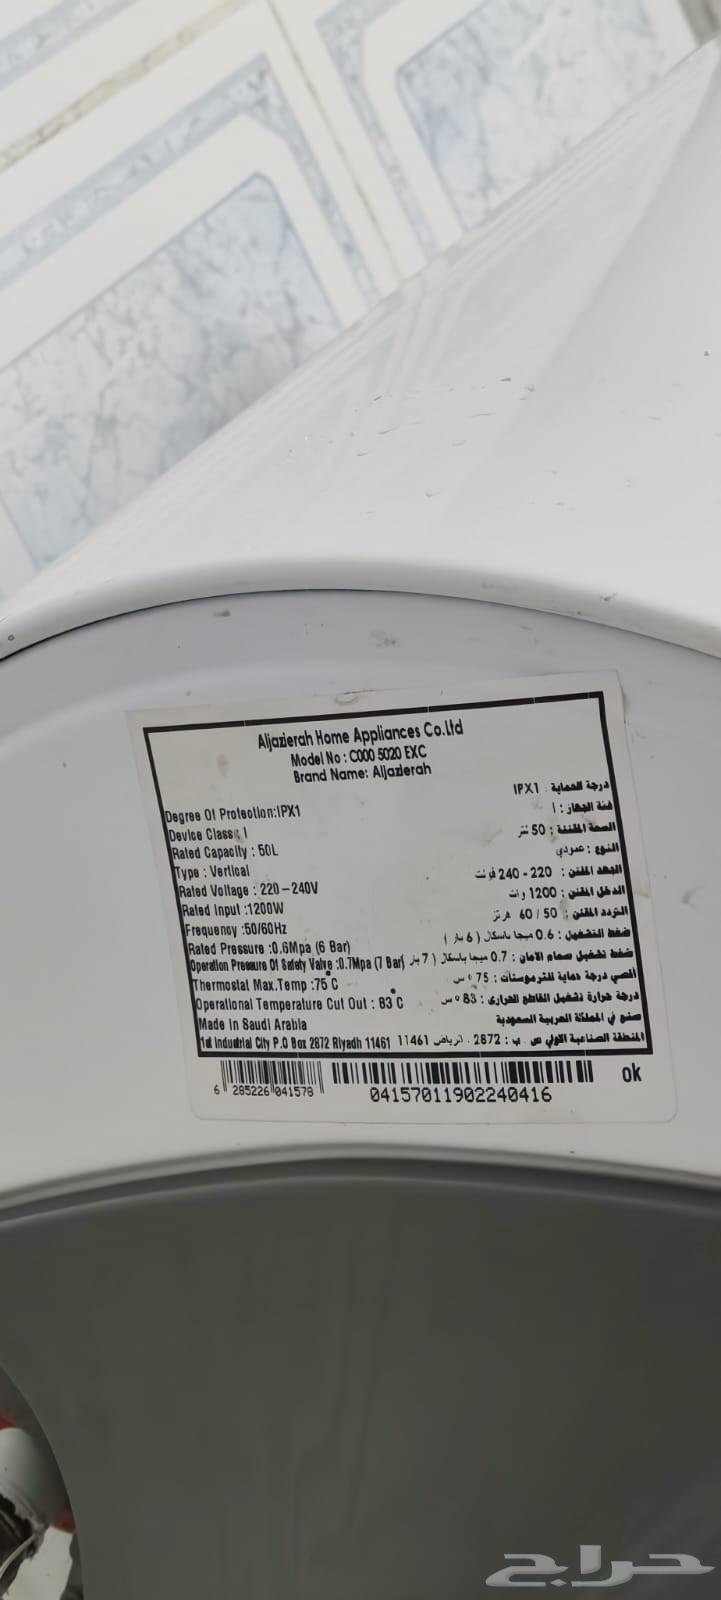 Aljazierah Home Appliances Co.Ltd
Model No : C000 5020 EXC
Brand Name: Aljazierah
Degree Of Protection:IPX1
Device Class : I
Rated Capacity : 50L
Type : Vertical
Rated Voltage : 220-240V
Rated Input :1200W
Frequency :50/60Hz
Rated Pressure :0.6Mpa (6 Bar)
Operation Pressure Of Safety Valve :0.7Mpa (7 Bar)
Thermostat Max.Temp :75°C
Operational Temperature Cut Out : 83°C
Made In Saudi Arabia
1st Industrial City P.O Box 2872 Riyadh 11461
درجة الحماية : IPX1
فئة الجهاز : I
السعة المقننة : 50 لتر
النوع : عمودي
الجهد المقنن : 220 - 240 فولت
الدخل المقنن : 1200 وات
التردد المقنن : 50 / 60 هرتز
ضغط التشغيل : 0.6 ميجا باسكال ( 6 بار )
ضغط تشغيل صمام الامان : 0.7 ميجا باسكال ( 7 بار )
اقصي درجة حماية للثرموستات : 75 °س
درجة حرارة تشغيل القاطع الحراري : 83 °س
صنع في المملكة العربية السعودية
المنطقة الصناعية الاولي ص . ب : 2872 . الرياض 11461
6 285226 041578
04157011902240416
ok
حراج